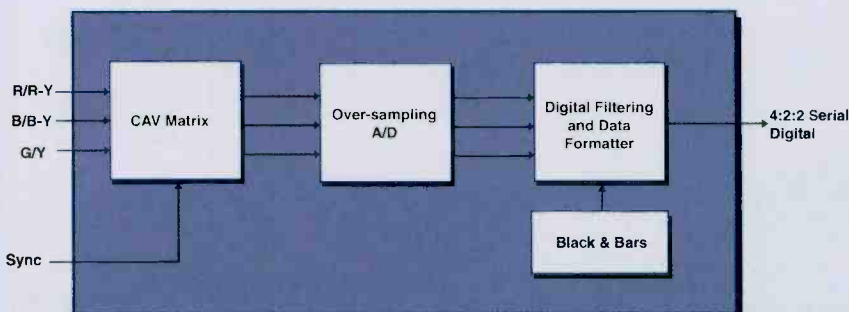 R/R-Y
B/B-Y
G/Y
Sync
CAV Matrix
Over-sampling
A/D
Digital Filtering
and Data
Formatter
Black & Bars
4:2:2 Serial
Digital